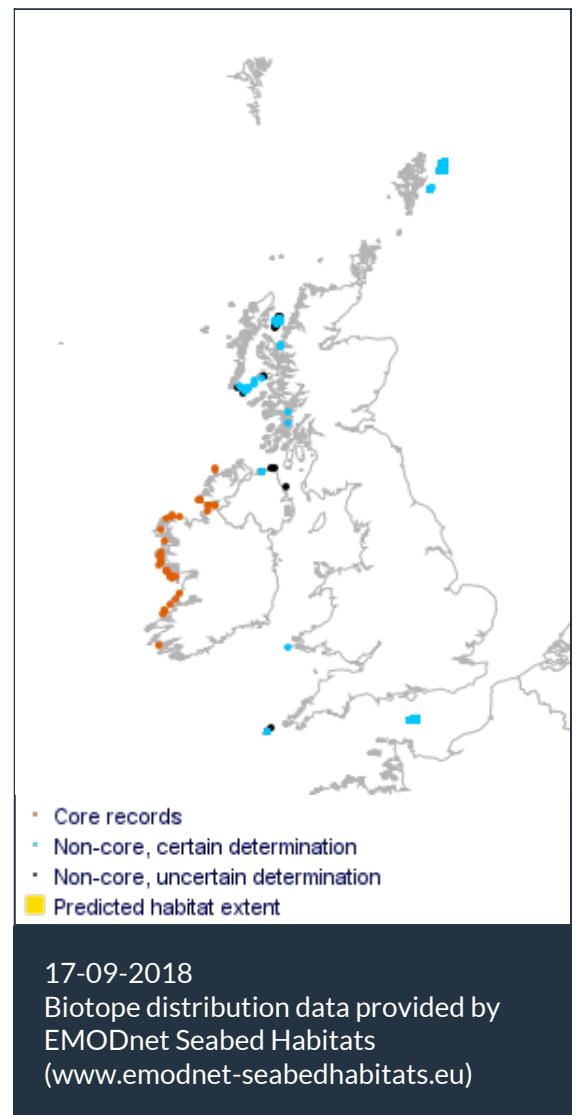 Core records
Non-core, certain determination
Non-core, uncertain determination
Predicted habitat extent
17-09-2018
Biotope distribution data provided by
EMODnet Seabed Habitats
(www.emodnet-seabedhabitats.eu)